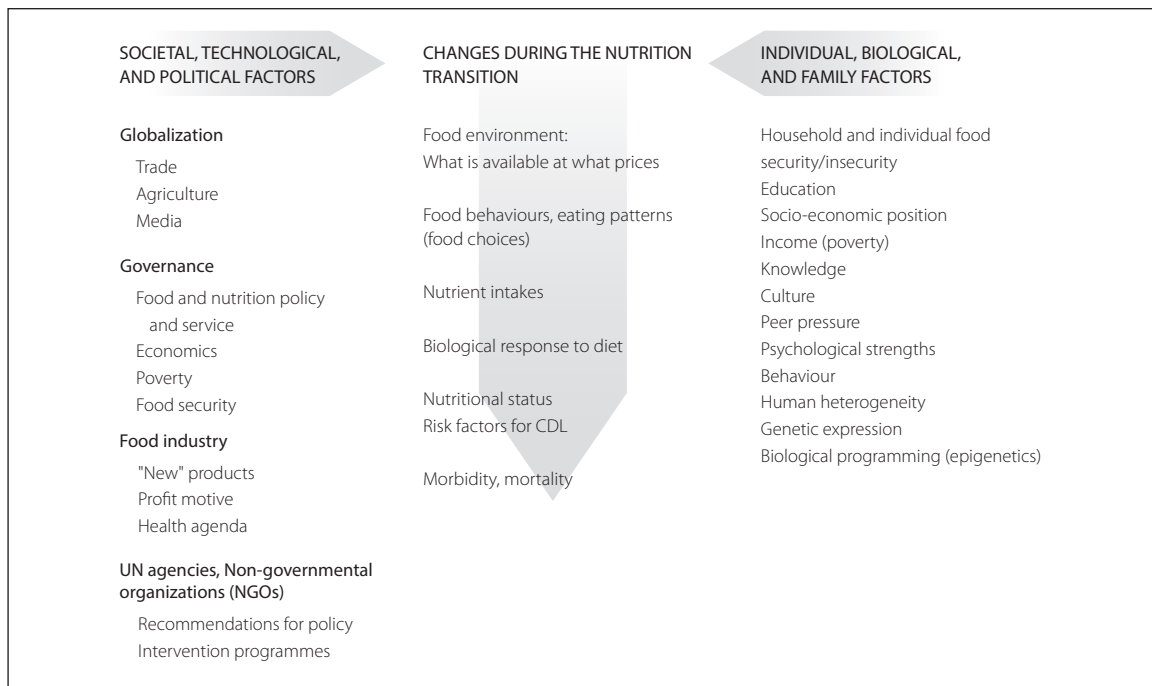 SOCIETAL, TECHNOLOGICAL,
AND POLITICAL FACTORS
Globalization
Trade
Agriculture
Media
Governance
Food and nutrition policy
and service
Economics
Poverty
Food security
Food industry
"New" products
Profit motive
Health agenda
UN agencies, Non-governmental
organizations (NGOs)
Recommendations for policy
Intervention programmes
CHANGES DURING THE NUTRITION
TRANSITION
Food environment:
What is available at what prices
Food behaviours, eating patterns
(food choices)
Nutrient intakes
Biological response to diet
Nutritional status
Risk factors for CDL
Morbidity, mortality
INDIVIDUAL, BIOLOGICAL,
AND FAMILY FACTORS
Household and individual food
security/insecurity
Education
Socio-economic position
Income (poverty)
Knowledge
Culture
Peer pressure
Psychological strengths
Behaviour
Human heterogeneity
Genetic expression
Biological programming (epigenetics)